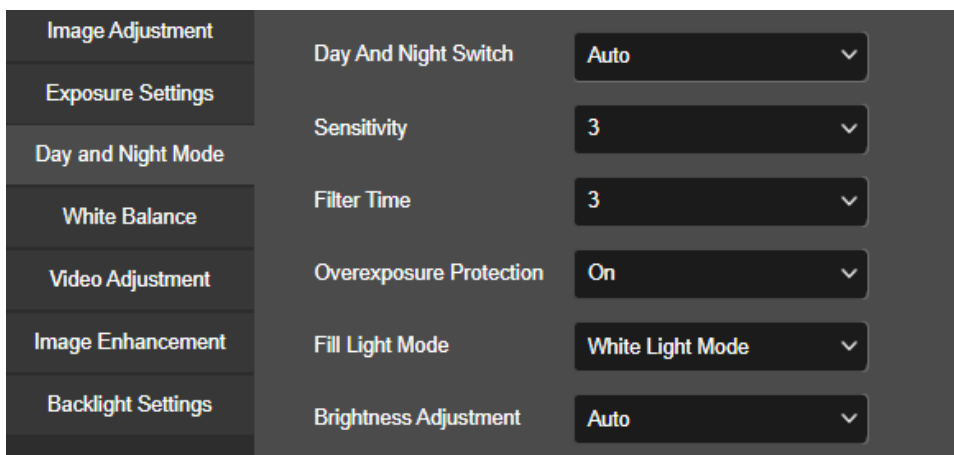 Image Adjustment
Exposure Settings
Day and Night Mode
White Balance
Video Adjustment
Image Enhancement
Backlight Settings
Day And Night Switch Auto
Sensitivity 3
Filter Time 3
Overexposure Protection On
Fill Light Mode White Light Mode
Brightness Adjustment Auto